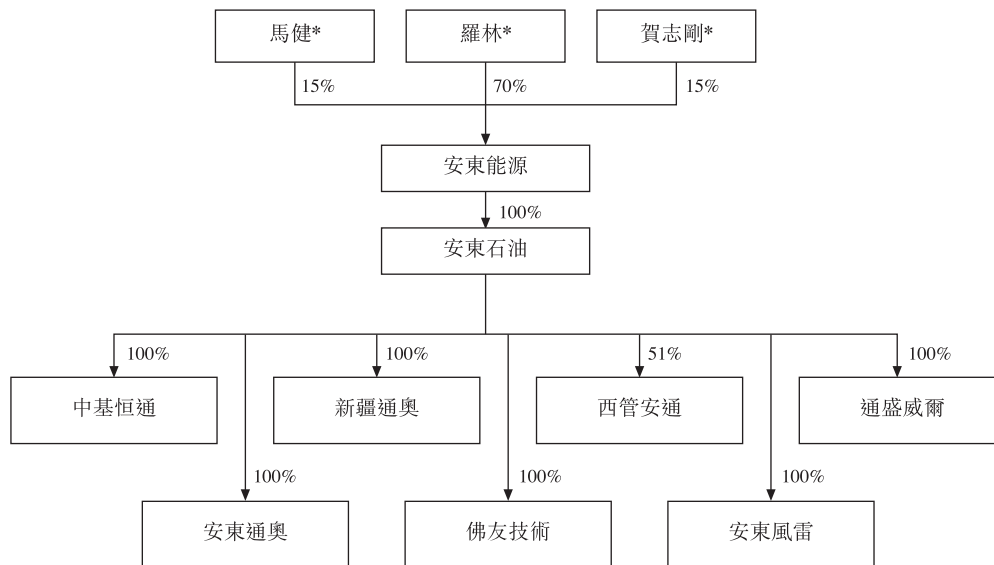 馬健*
羅林*
賀志剛*
15%
70%
15%
安東能源
100%
安東石油
100%
100%
51%
100%
中基恒通
新疆通奧
西管安通
通盛威爾
100%
100%
100%
安東通奧
佛友技術
安東風雷